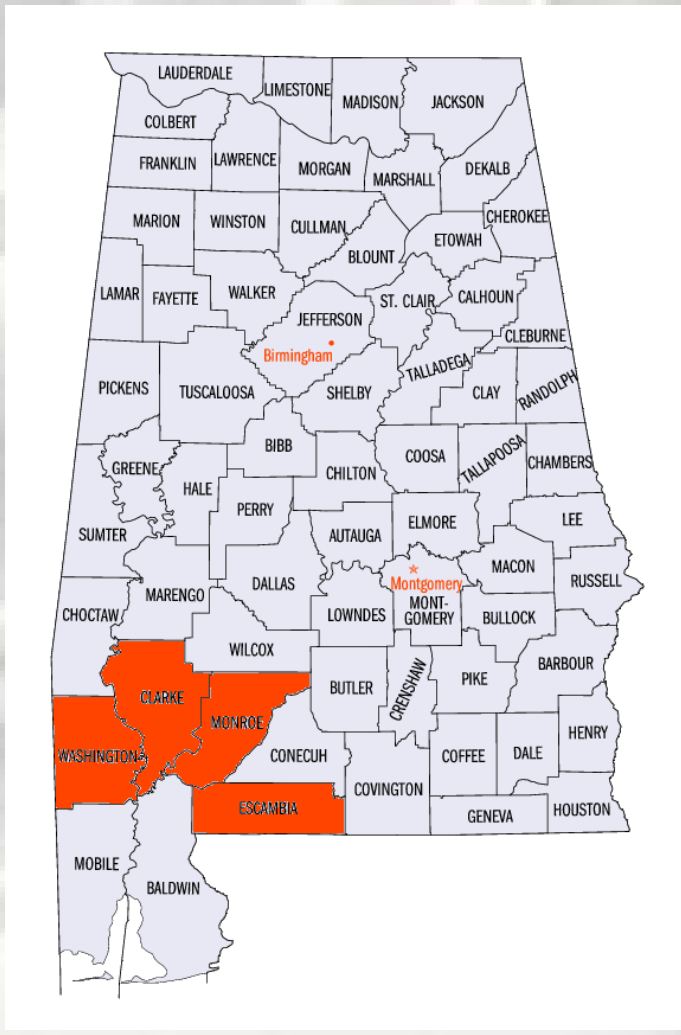 LAUDERDALE
LIMESTONE
MADISON
JACKSON
COLBERT
FRANKLIN
LAWRENCE
MORGAN
MARSHALL
DEKALB
CHEROKEE
MARION
WINSTON
CULLMAN
ETOWAH
BLOUNT
LAMAR
FAYETTE
WALKER
ST. CLAIR
CALHOUN
JEFFERSON
Birmingham
CLEBURNE
TALLADEGA
PICKENS
TUSCALOOSA
SHELBY
CLAY
RANDOLPH
BIBB
GREENE
HALE
CHILTON
COOSA
TALLAPOOSA
CHAMBERS
PERRY
SUMTER
AUTAUGA
ELMORE
LEE
MACON
RUSSELL
Montgomery
MONT-
GOMERY
MARENGO
DALLAS
LOWNDES
BULLOCK
CHOCTAW
WILCOX
BARBOUR
CLARKE
BUTLER
CRENSHAW
PIKE
MONROE
HENRY
WASHINGTON
CONECUH
COFFEE
DALE
COVINGTON
ESCAMBIA
GENEVA
HOUSTON
MOBILE
BALDWIN